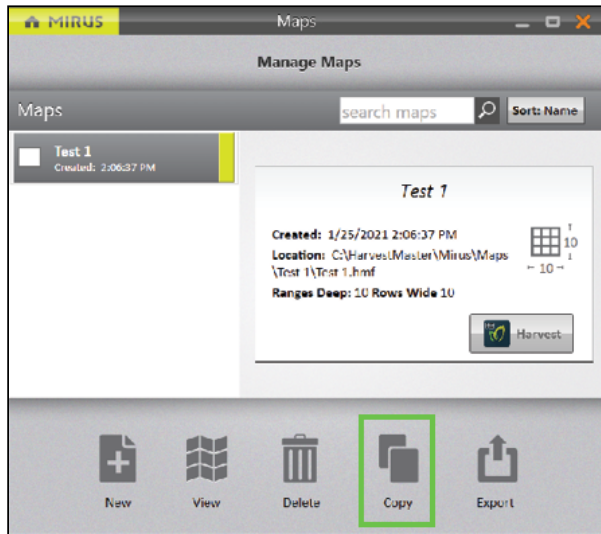 MIRUS
Maps
Manage Maps
Maps
search maps
Sort: Name
Test 1
Created: 2:06:37 PM
Test 1
Created: 1/25/2021 2:06:37 PM
Location: C:\HarvestMaster\Mirus\Maps
\Test 1\Test 1.hmf
Ranges Deep: 10 Rows Wide 10
10
10
Harvest
New
View
Delete
Copy
Export